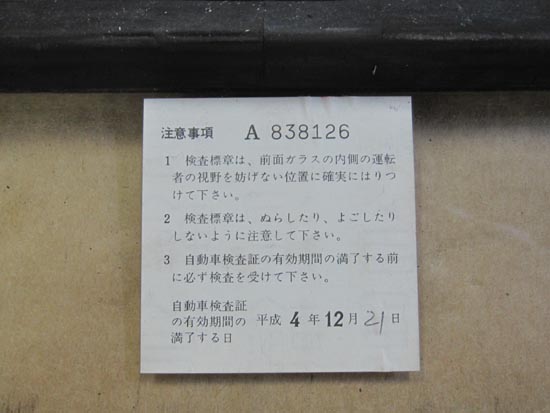 注意事項 A 838126
1 検査標章は、前面ガラスの内側の運転
者の視野を妨げない位置に確実にはりつ
けて下さい。
2 検査標章は、ぬらしたり、よごしたり
しないように注意して下さい。
3 自動車検査証の有効期間の満了する前
に必ず検査を受けて下さい。
自動車検査証
の有効期間の 平成 4 年 12 月 21 日
満了する日